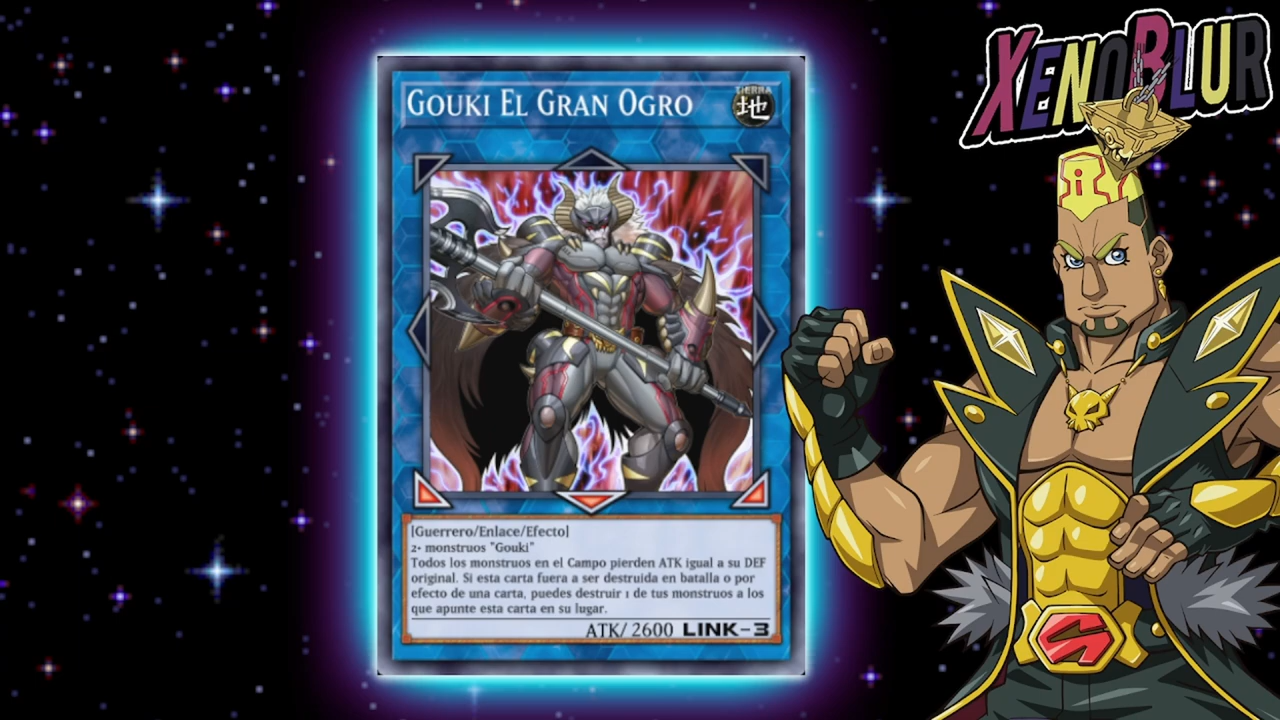 XENOBLUR
GOUKI EL GRAN OGRO
TIERRA
地
[Guerrero/Enlace/Efecto]
2+ monstruos "Gouki"
Todos los monstruos en el Campo pierden ATK igual a su DEF
original. Si esta carta fuera a ser destruida en batalla o por
efecto de una carta, puedes destruir 1 de tus monstruos a los
que apunte esta carta en su lugar.
ATK/ 2600 LINK-3